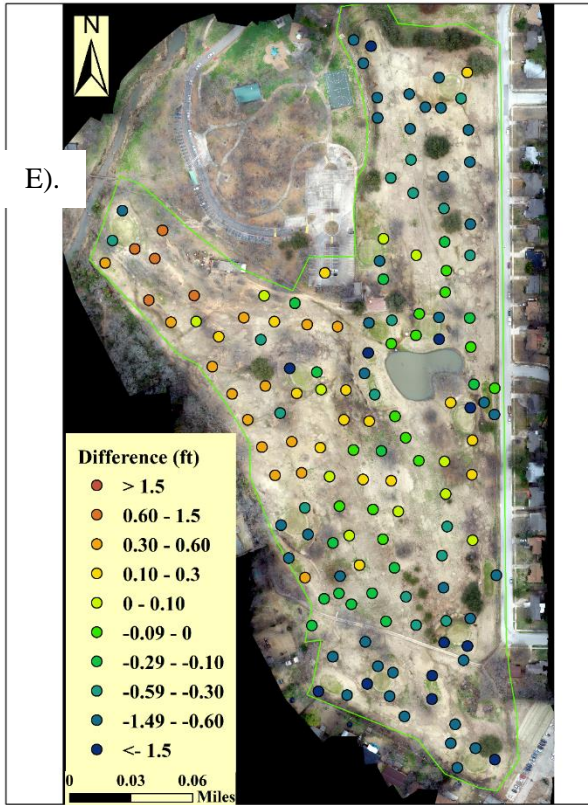 N
E).
Difference (ft)
> 1.5
0.60 - 1.5
0.30 - 0.60
0.10 - 0.3
0 - 0.10
-0.09 - 0
-0.29 - -0.10
-0.59 - -0.30
-1.49 - -0.60
<- 1.5
0 0.03 0.06
Miles